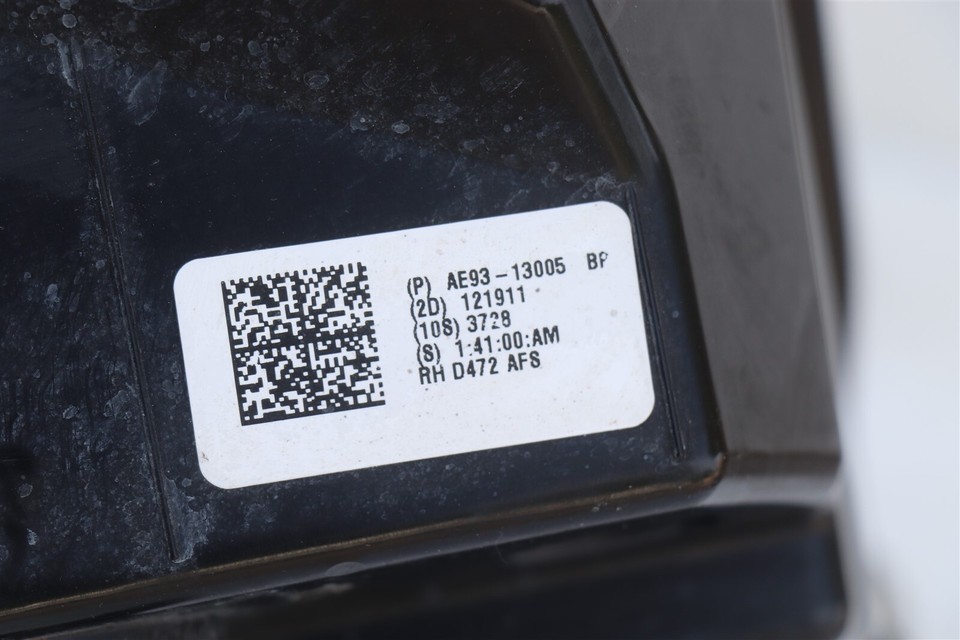 (P) AE93-13005 BP
(2D) 121911
(10S) 3728
(S) 1:41:00:AM
RH D472 AFS